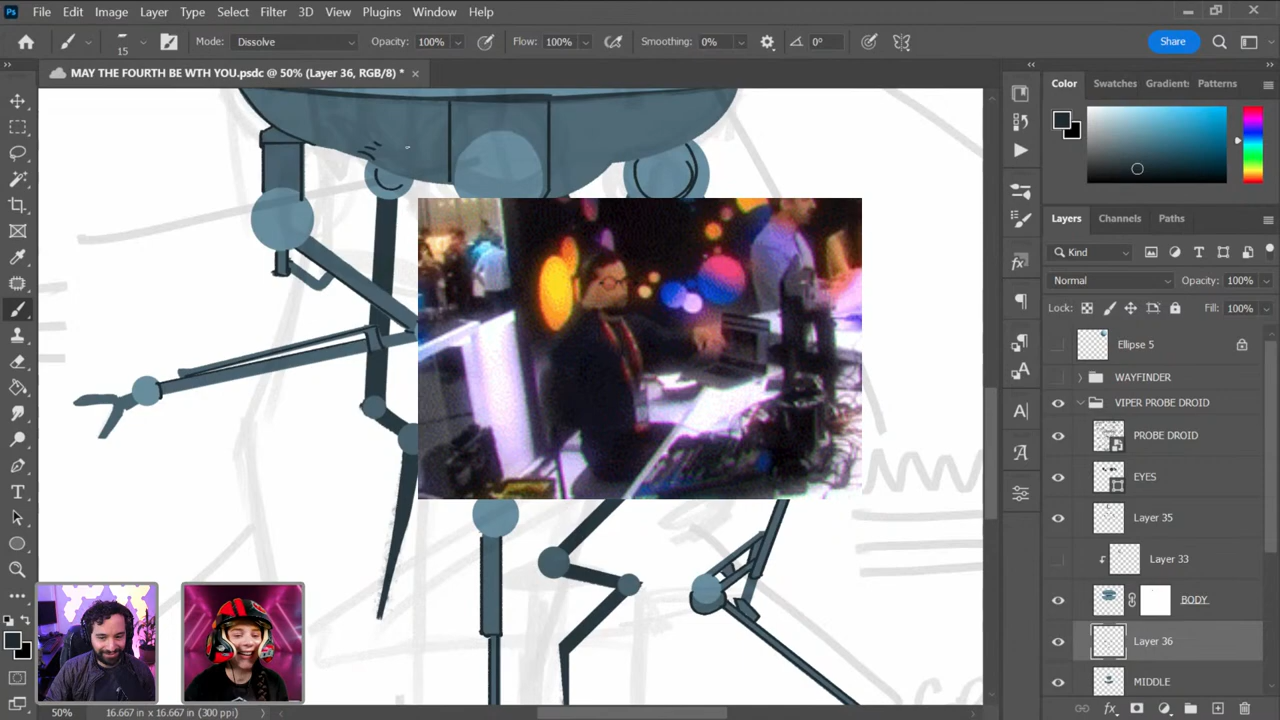 Ps File Edit Image Layer Type Select Filter 3D View Plugins Window Help
15 Mode: Dissolve Opacity: 100% Flow: 100% Smoothing: 0% 0° Share
MAY THE FOURTH BE WTH YOU.psdc @ 50% (Layer 36, RGB/8) *
Color Swatches Gradient: Patterns
Layers Channels Paths
Kind
Normal Opacity: 100%
Lock: Fill: 100%
Ellipse 5
WAYFINDER
VIPER PROBE DROID
PROBE DROID
EYES
Layer 35
Layer 33
BODY
Layer 36
MIDDLE
50% 16.667 in x 16.667 in (300 ppi)